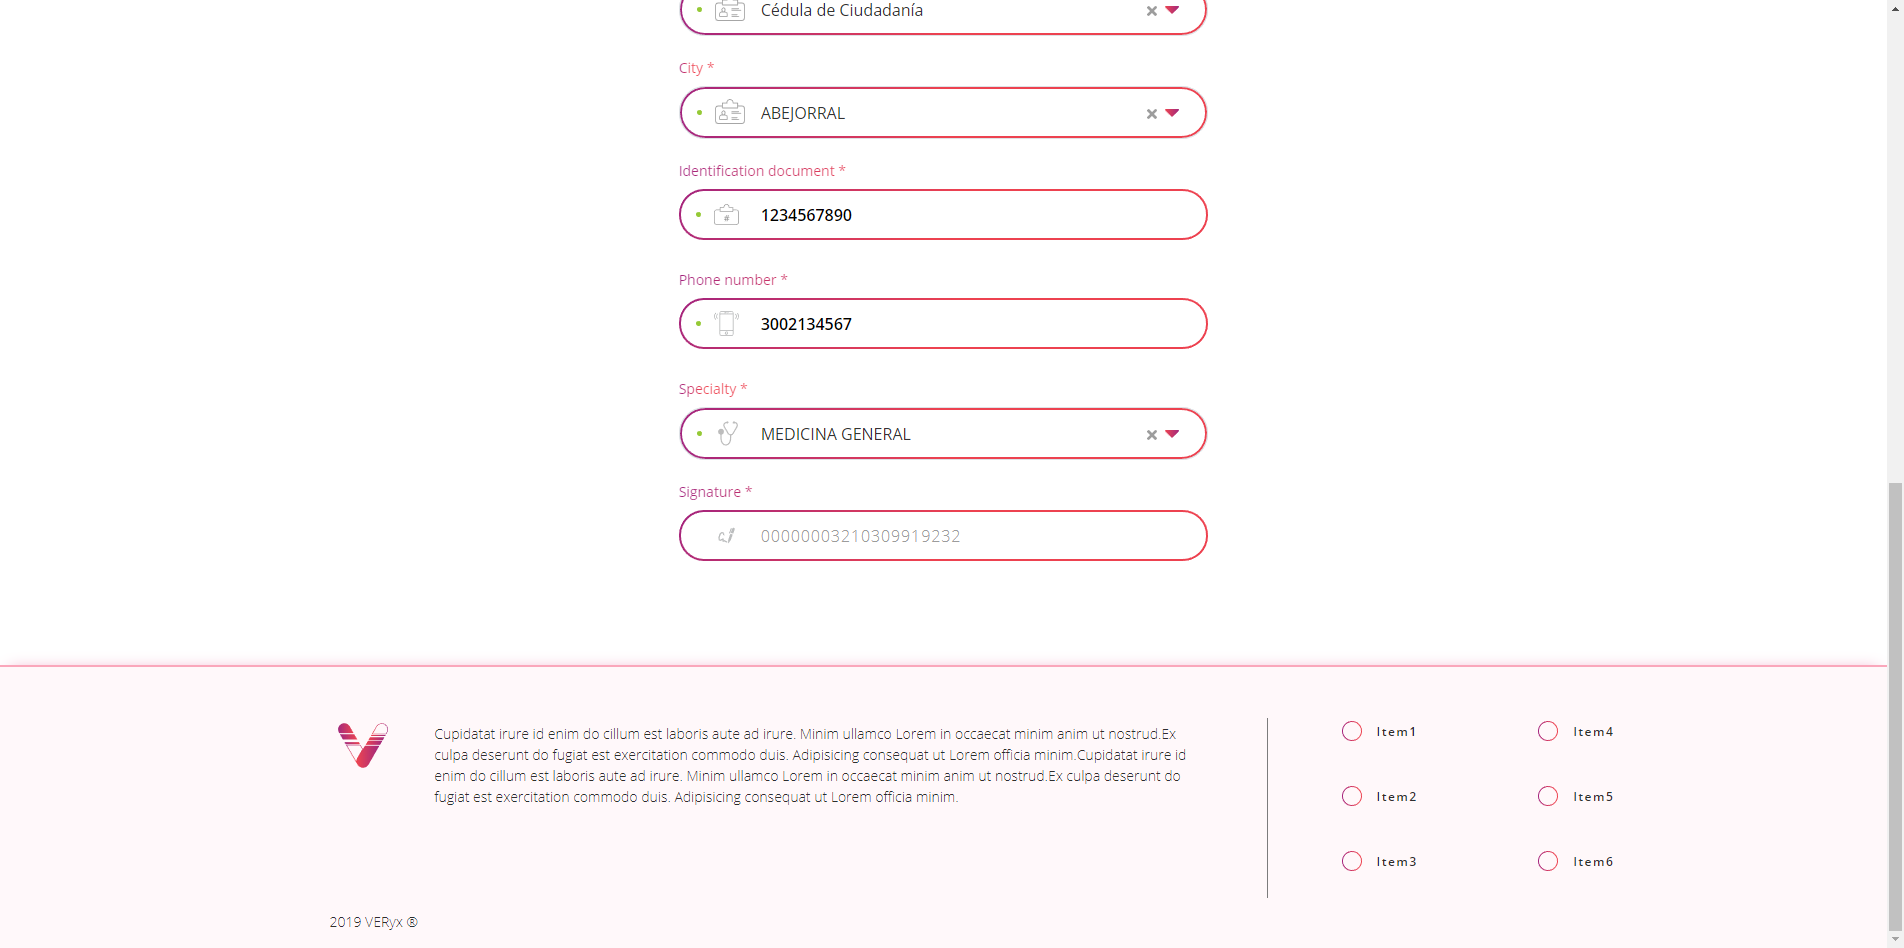 Cédula de Ciudadanía
City *
ABEJORRAL
Identification document *
1234567890
Phone number *
3002134567
Specialty *
MEDICINA GENERAL
Signature *
00000003210309919232
Cupidatat irure id enim do cillum est laboris aute ad irure. Minim ullamco Lorem in occaecat minim anim ut nostrud.Ex
culpa deserunt do fugiat est exercitation commodo duis. Adipisicing consequat ut Lorem officia minim.Cupidatat irure id
enim do cillum est laboris aute ad irure. Minim ullamco Lorem in occaecat minim anim ut nostrud.Ex culpa deserunt do
fugiat est exercitation commodo duis. Adipisicing consequat ut Lorem officia minim.
Item1
Item4
Item2
Item5
Item3
Item6
2019 VERyx ®